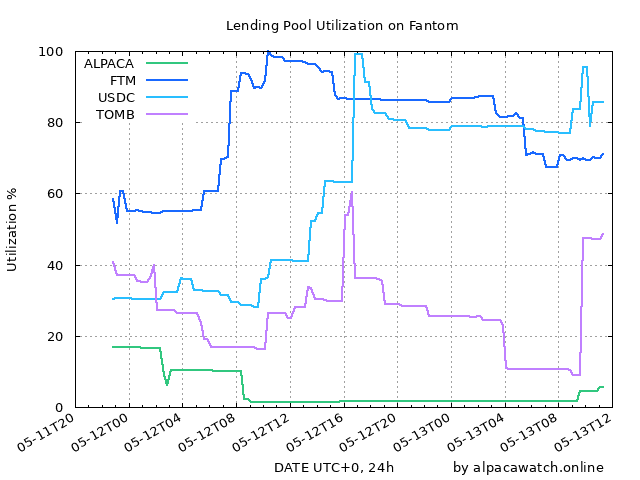 Lending Pool Utilization on Fantom
ALPACA
FTM
USDC
TOMB
Utilization %
100
80
60
40
20
0
05-11T20
05-12T00
05-12T04
05-12T08
05-12T12
05-12T16
05-12T20
05-13T00
05-13T04
05-13T08
05-13T12
DATE UTC+0, 24h
by alpacawatch.online